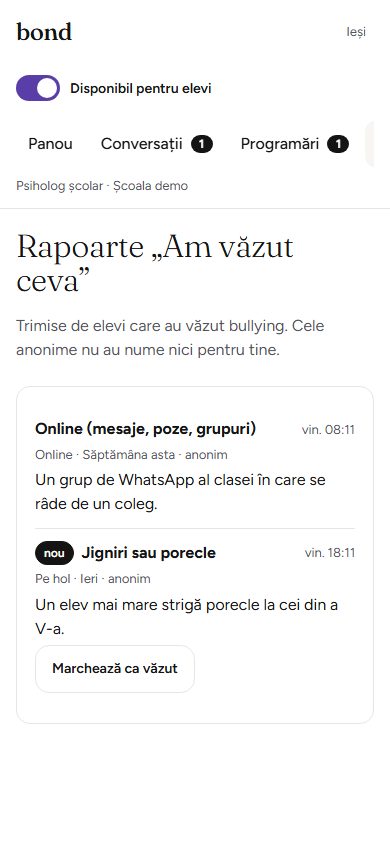 bond
Ieși
Disponibil pentru elevi
Panou
Conversații 1
Programări 1
Psiholog școlar · Școala demo
Rapoarte „Am văzut
ceva”
Trimise de elevi care au văzut bullying. Cele
anonime nu au nume nici pentru tine.
Online (mesaje, poze, grupuri)
vin. 08:11
Online · Săptămâna asta · anonim
Un grup de WhatsApp al clasei în care se
râde de un coleg.
nou Jigniri sau porecle
vin. 18:11
Pe hol · Ieri · anonim
Un elev mai mare strigă porecle la cei din a
V-a.
Marchează ca văzut